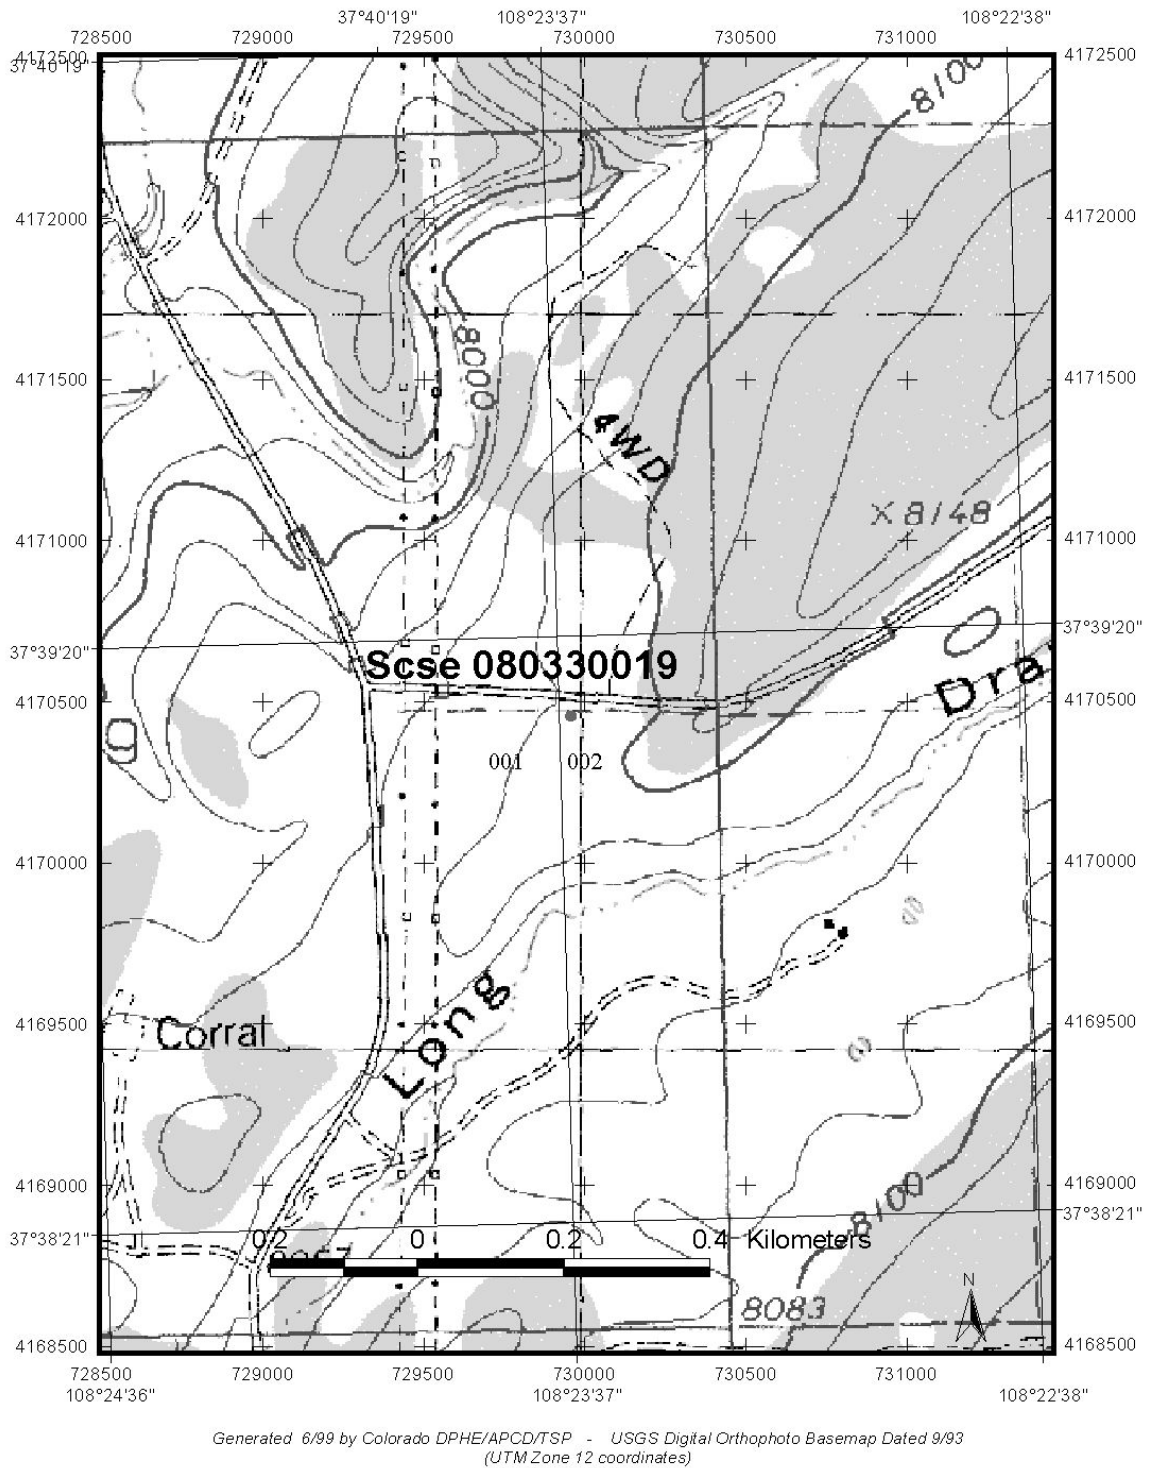 37°40'19" 108°23'37" 108°22'38"
728500 729000 729500 730000 730500 731000
4172500 4172500
37°40'19"
8100
4172000 4172000
8000
4171500 4171500
4WD
X 8148
4171000 4171000
37°39'20" 37°39'20"
Scse 080330019
Dra
4170500 4170500
001 002
4170000 4170000
Long
4169500 4169500
Corral
4169000 4169000
8100
37°38'21" 37°38'21"
0.2 0 0.2 0.4 Kilometers
N
8083
4168500 4168500
728500 729000 729500 730000 730500 731000
108°24'36" 108°23'37" 108°22'38"
Generated 6/99 by Colorado DPHE/APCD/TSP - USGS Digital Orthophoto Basemap Dated 9/93
(UTM Zone 12 coordinates)